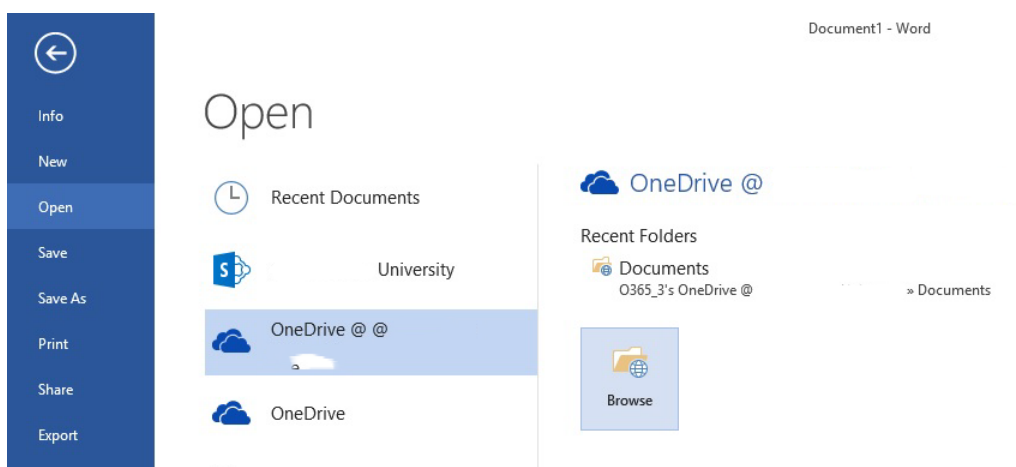 Document1 - Word
Info
New
Open
Save
Save As
Print
Share
Export
Open
Recent Documents
S
University
OneDrive @ @
OneDrive
OneDrive @
Recent Folders
Documents
O365_3's OneDrive @ » Documents
Browse